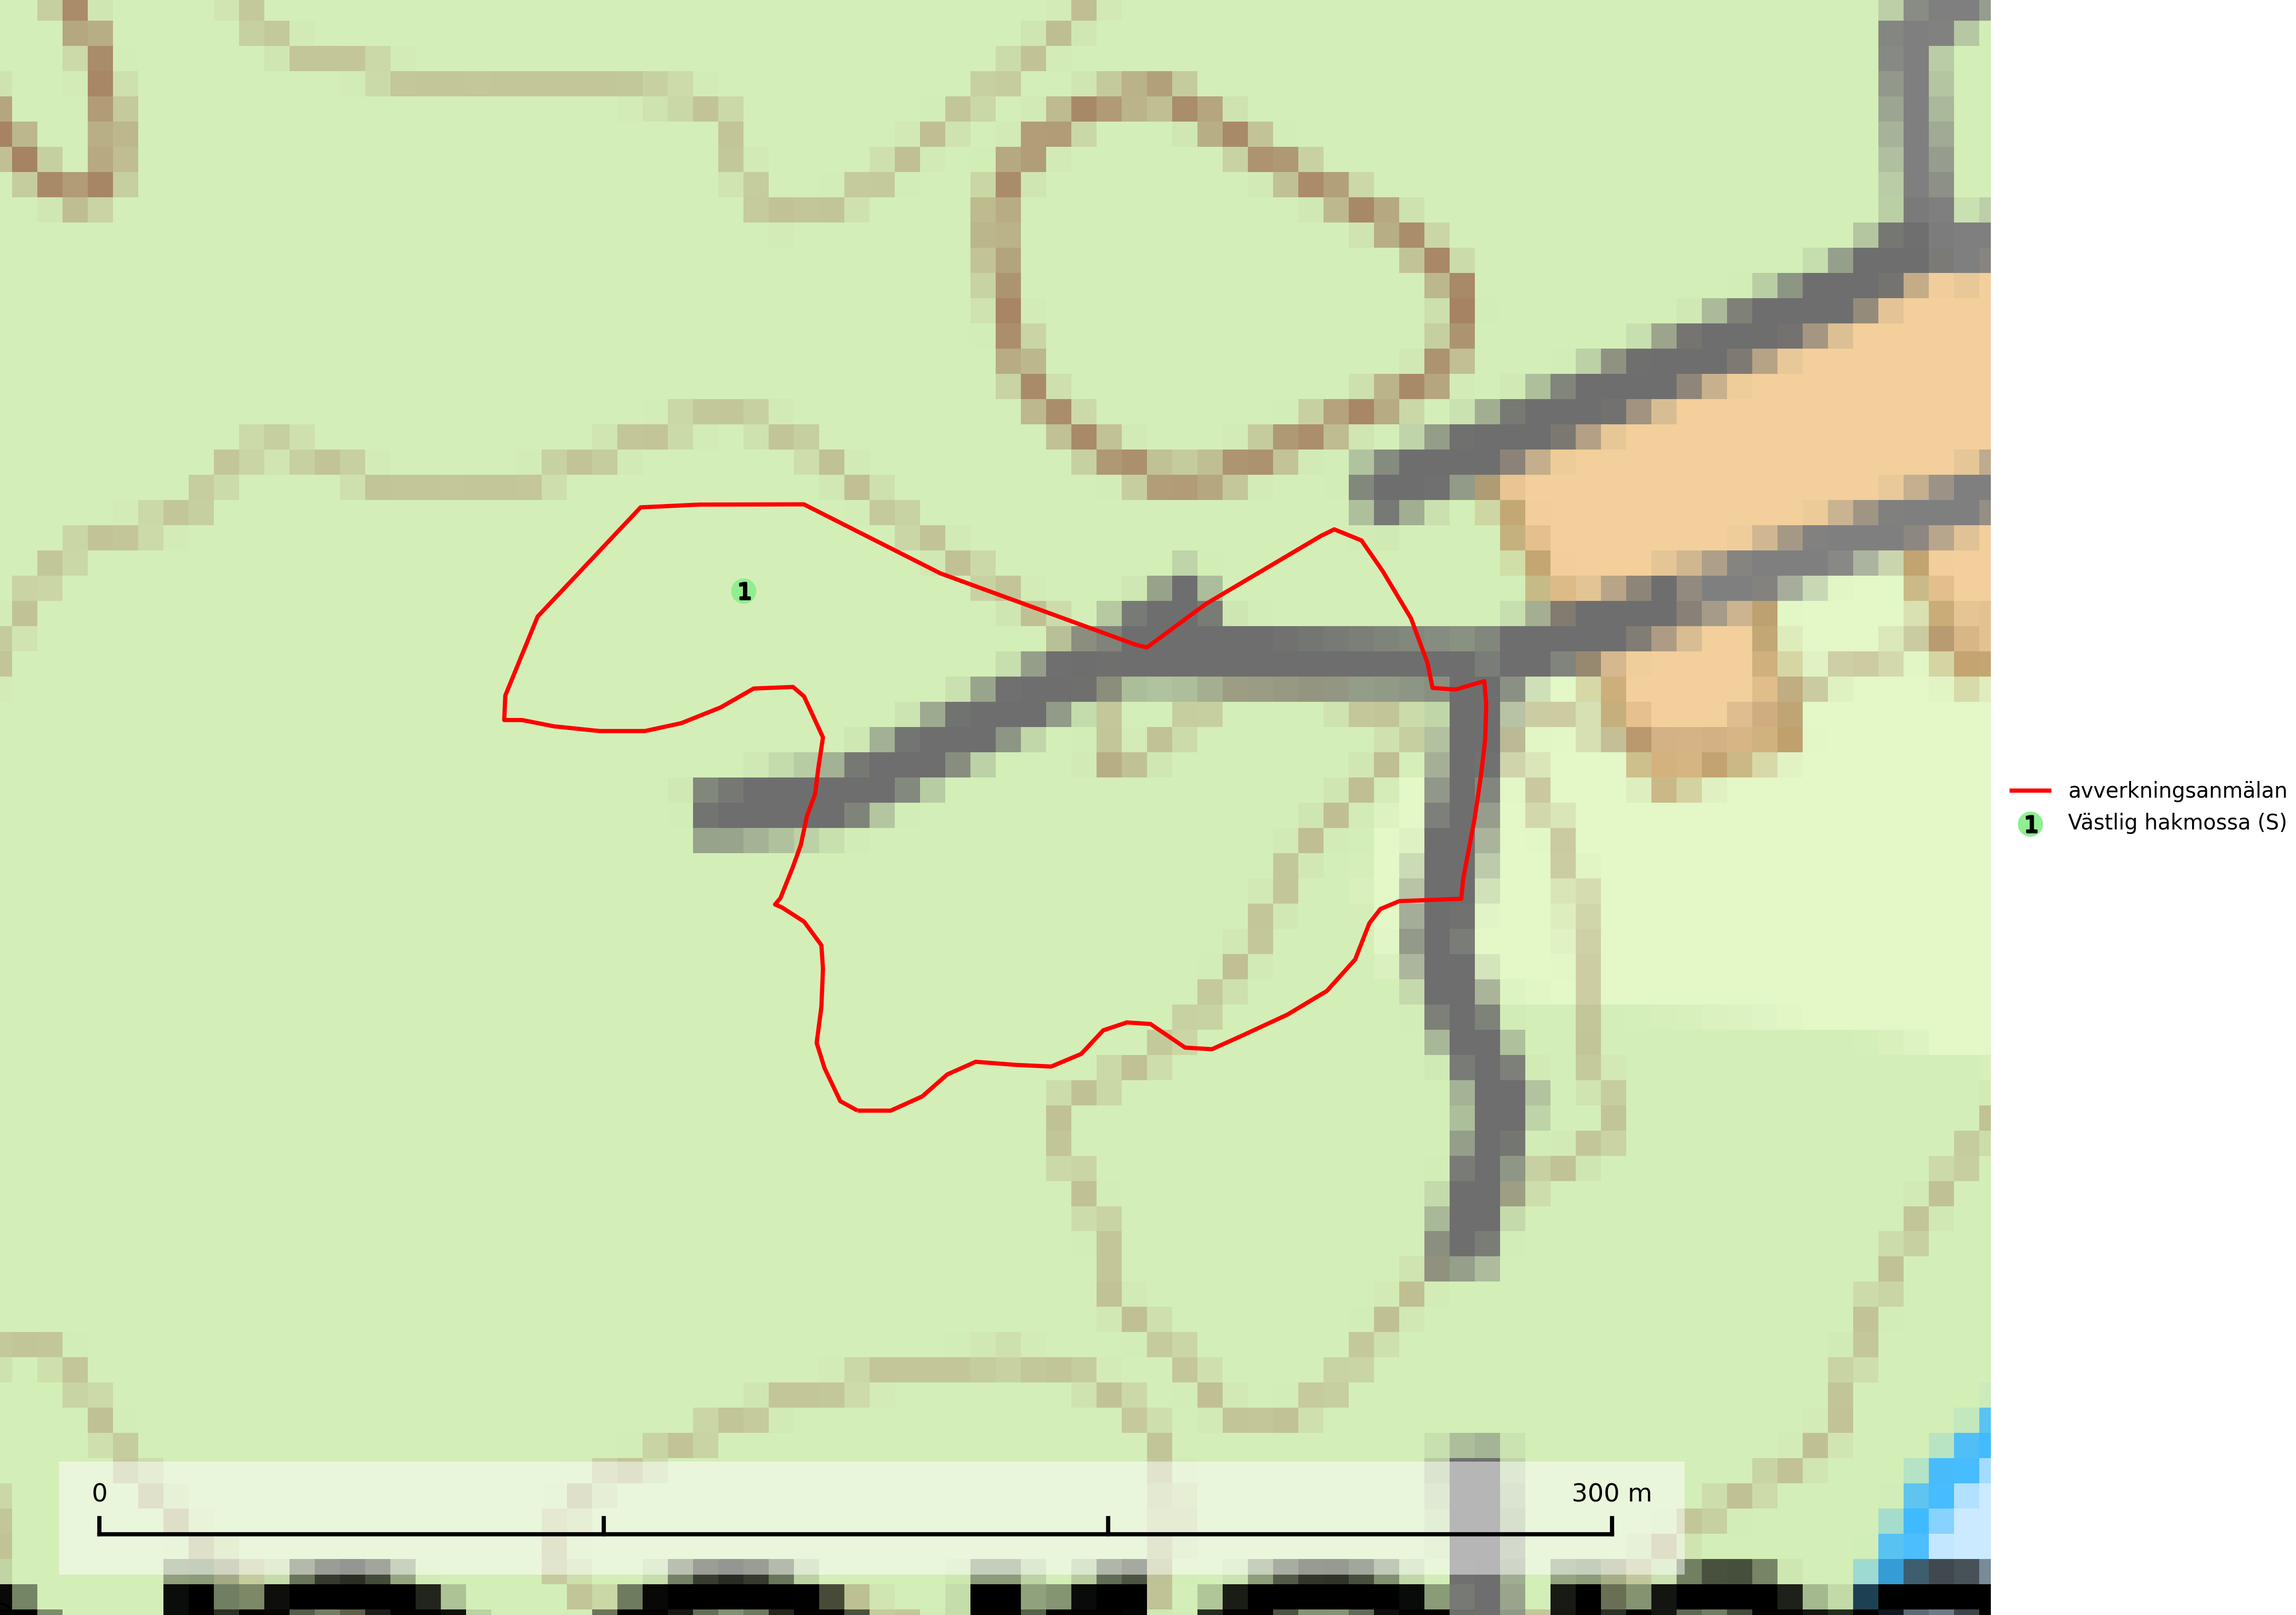 1
avverkningsanmälan
1 Västlig hakmossa (S)
0 300 m